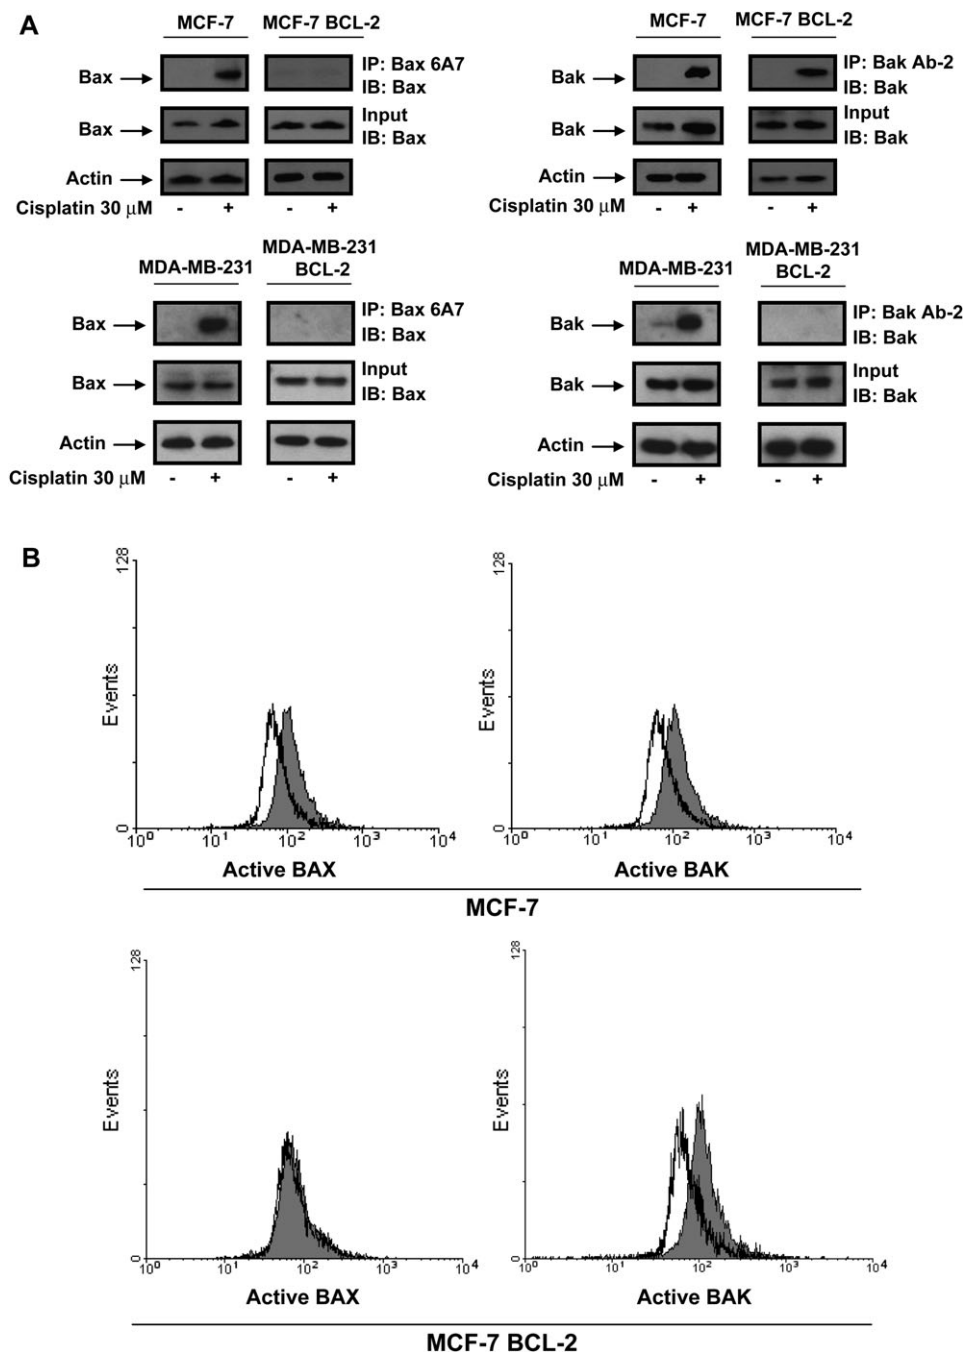 A
MCF-7
MCF-7 BCL-2
Bax
IP: Bax 6A7
IB: Bax
Bax
Input
IB: Bax
Actin
Cisplatin 30 μM
-
+
-
+
MCF-7
MCF-7 BCL-2
Bak
IP: Bak Ab-2
IB: Bak
Bak
Input
IB: Bak
Actin
Cisplatin 30 μM
-
+
-
+
MDA-MB-231
MDA-MB-231
BCL-2
Bax
IP: Bax 6A7
IB: Bax
Bax
Input
IB: Bax
Actin
Cisplatin 30 μM
-
+
-
+
MDA-MB-231
MDA-MB-231
BCL-2
Bak
IP: Bak Ab-2
IB: Bak
Bak
Input
IB: Bak
Actin
Cisplatin 30 μM
-
+
-
+
B
128
Events
0
10⁰ 10¹ 10² 10³ 10⁴
Active BAX
128
Events
0
10⁰ 10¹ 10² 10³ 10⁴
Active BAK
MCF-7
128
Events
0
10⁰ 10¹ 10² 10³ 10⁴
Active BAX
128
Events
0
10⁰ 10¹ 10² 10³ 10⁴
Active BAK
MCF-7 BCL-2